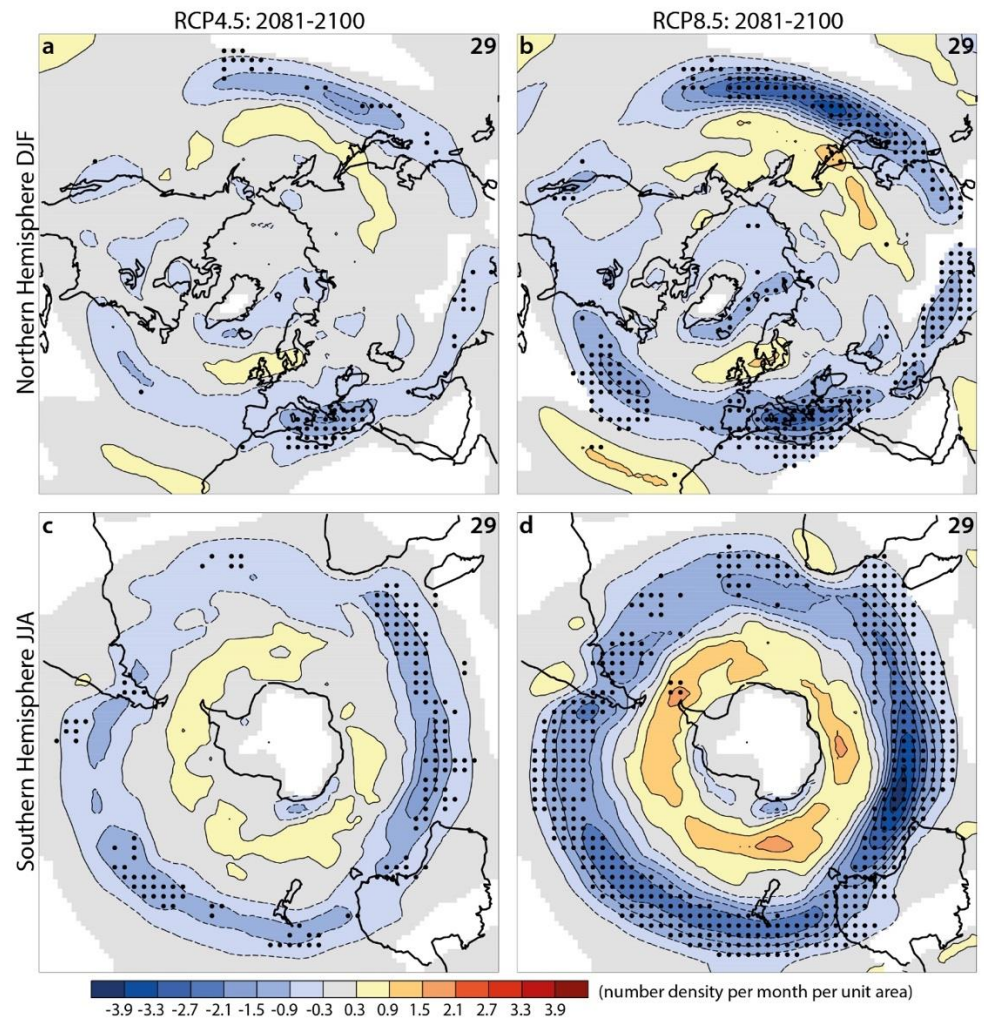 RCP4.5: 2081-2100
RCP8.5: 2081-2100
Northern Hemisphere DJF
a
29
b
29
Southern Hemisphere JJA
c
29
d
29
-3.9 -3.3 -2.7 -2.1 -1.5 -0.9 -0.3 0.3 0.9 1.5 2.1 2.7 3.3 3.9
(number density per month per unit area)